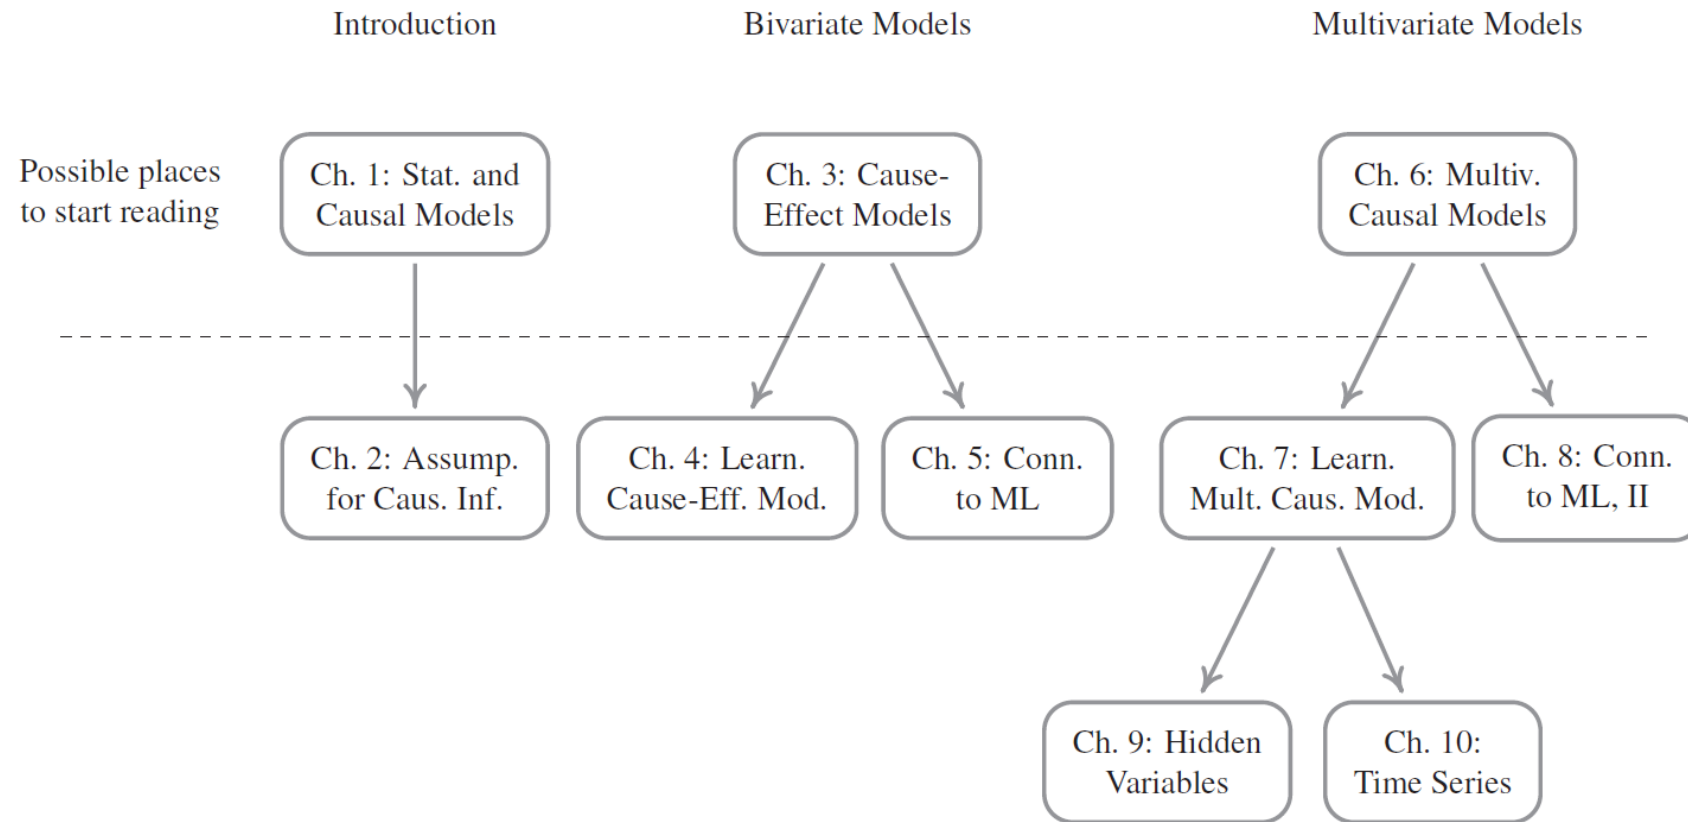 Introduction
Bivariate Models
Multivariate Models
Possible places
to start reading
Ch. 1: Stat. and
Causal Models
Ch. 3: Cause-
Effect Models
Ch. 6: Multiv.
Causal Models
Ch. 2: Assump.
for Caus. Inf.
Ch. 4: Learn.
Cause-Eff. Mod.
Ch. 5: Conn.
to ML
Ch. 7: Learn.
Mult. Caus. Mod.
Ch. 8: Conn.
to ML, II
Ch. 9: Hidden
Variables
Ch. 10:
Time Series